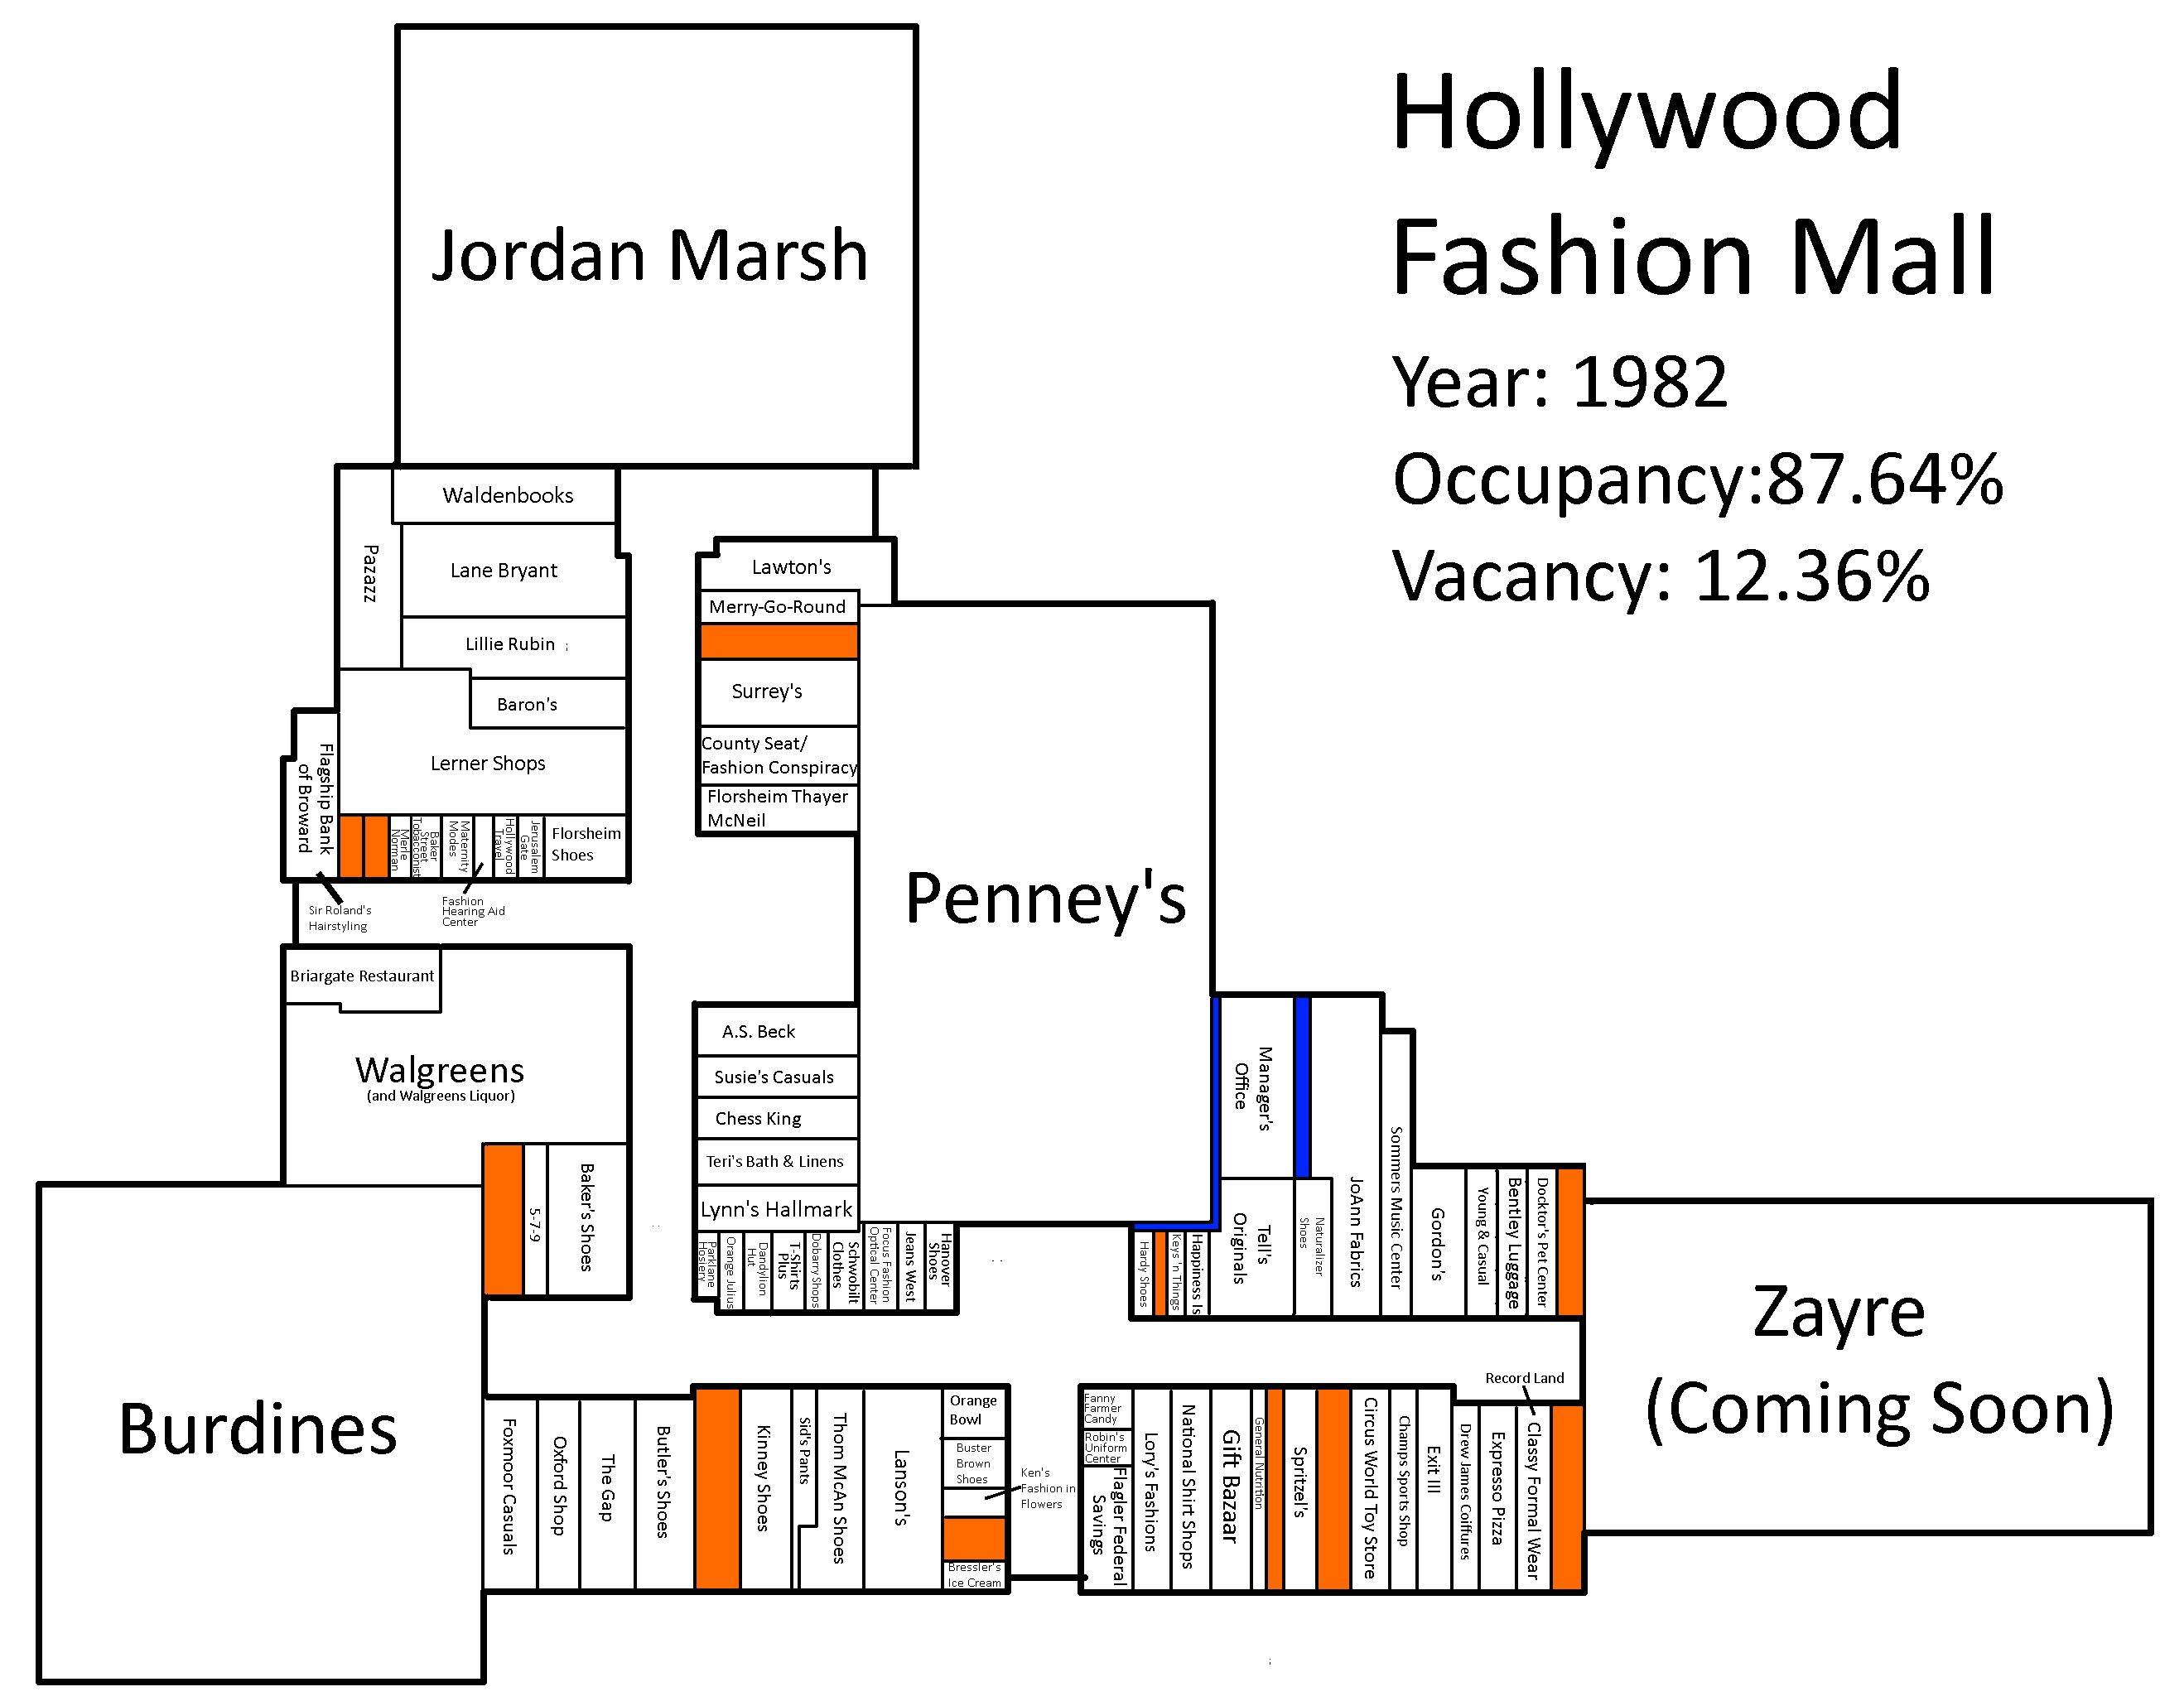 Hollywood
Fashion Mall
Year: 1982
Occupancy:87.64%
Vacancy: 12.36%
Jordan Marsh
Waldenbooks
Pazazz
Lane Bryant
Lillie Rubin ;
Baron's
Lerner Shops
Flagship Bank
of Broward
Merle
Norman
Baker
Street
Tobacconist
Maternity
Modes
Hollywood
Travel
Jerusalem
Gate
Florsheim
Shoes
Sir Roland's
Hairstyling
Fashion
Hearing Aid
Center
Lawton's
Merry-Go-Round
Surrey's
County Seat/
Fashion Conspiracy
Florsheim Thayer
McNeil
Penney's
Briargate Restaurant
Walgreens
(and Walgreens Liquor)
5-7-9
Baker's Shoes
A.S. Beck
Susie's Casuals
Chess King
Teri's Bath & Linens
Lynn's Hallmark
Parklane
Hosiery
Orange Julius
Dandylion
Hut
T-Shirts
Plus
Dobarry Shops
Schwobilt
Clothes
Focus Fashion
Optical Center
Jeans West
Hanover
Shoes
Manager's
Office
Hardy Shoes
Keys 'n Things
Happiness Is
Tell's
Originals
Naturalizer
Shoes
JoAnn Fabrics
Sommers Music Center
Gordon's
Young & Casual
Bentley Luggage
Docktor's Pet Center
Zayre
(Coming Soon)
Burdines
Foxmoor Casuals
Oxford Shop
The Gap
Butler's Shoes
Kinney Shoes
Sid's Pants
Thom McAn Shoes
Lanson's
Orange
Bowl
Buster
Brown
Shoes
Ken's
Fashion in
Flowers
Bressler's
Ice Cream
Fanny
Farmer
Candy
Robin's
Uniform
Center
Flagler Federal
Savings
Lory's Fashions
National Shirt Shops
Gift Bazaar
General Nutrition
Spritzel's
Circus World Toy Store
Champs Sports Shop
Exit III
Drew James Coiffures
Expresso Pizza
Record Land
Classy Formal Wear
;